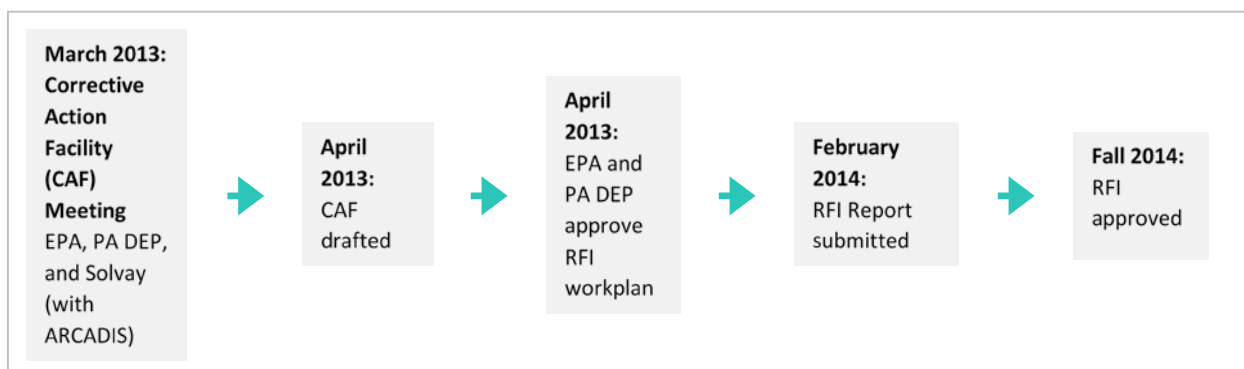 March 2013:
Corrective
Action
Facility
(CAF)
Meeting
EPA, PA DEP,
and Solvay
(with
ARCADIS)
April
2013:
CAF
drafted
April
2013:
EPA and
PA DEP
approve
RFI
workplan
February
2014:
RFI Report
submitted
Fall 2014:
RFI
approved